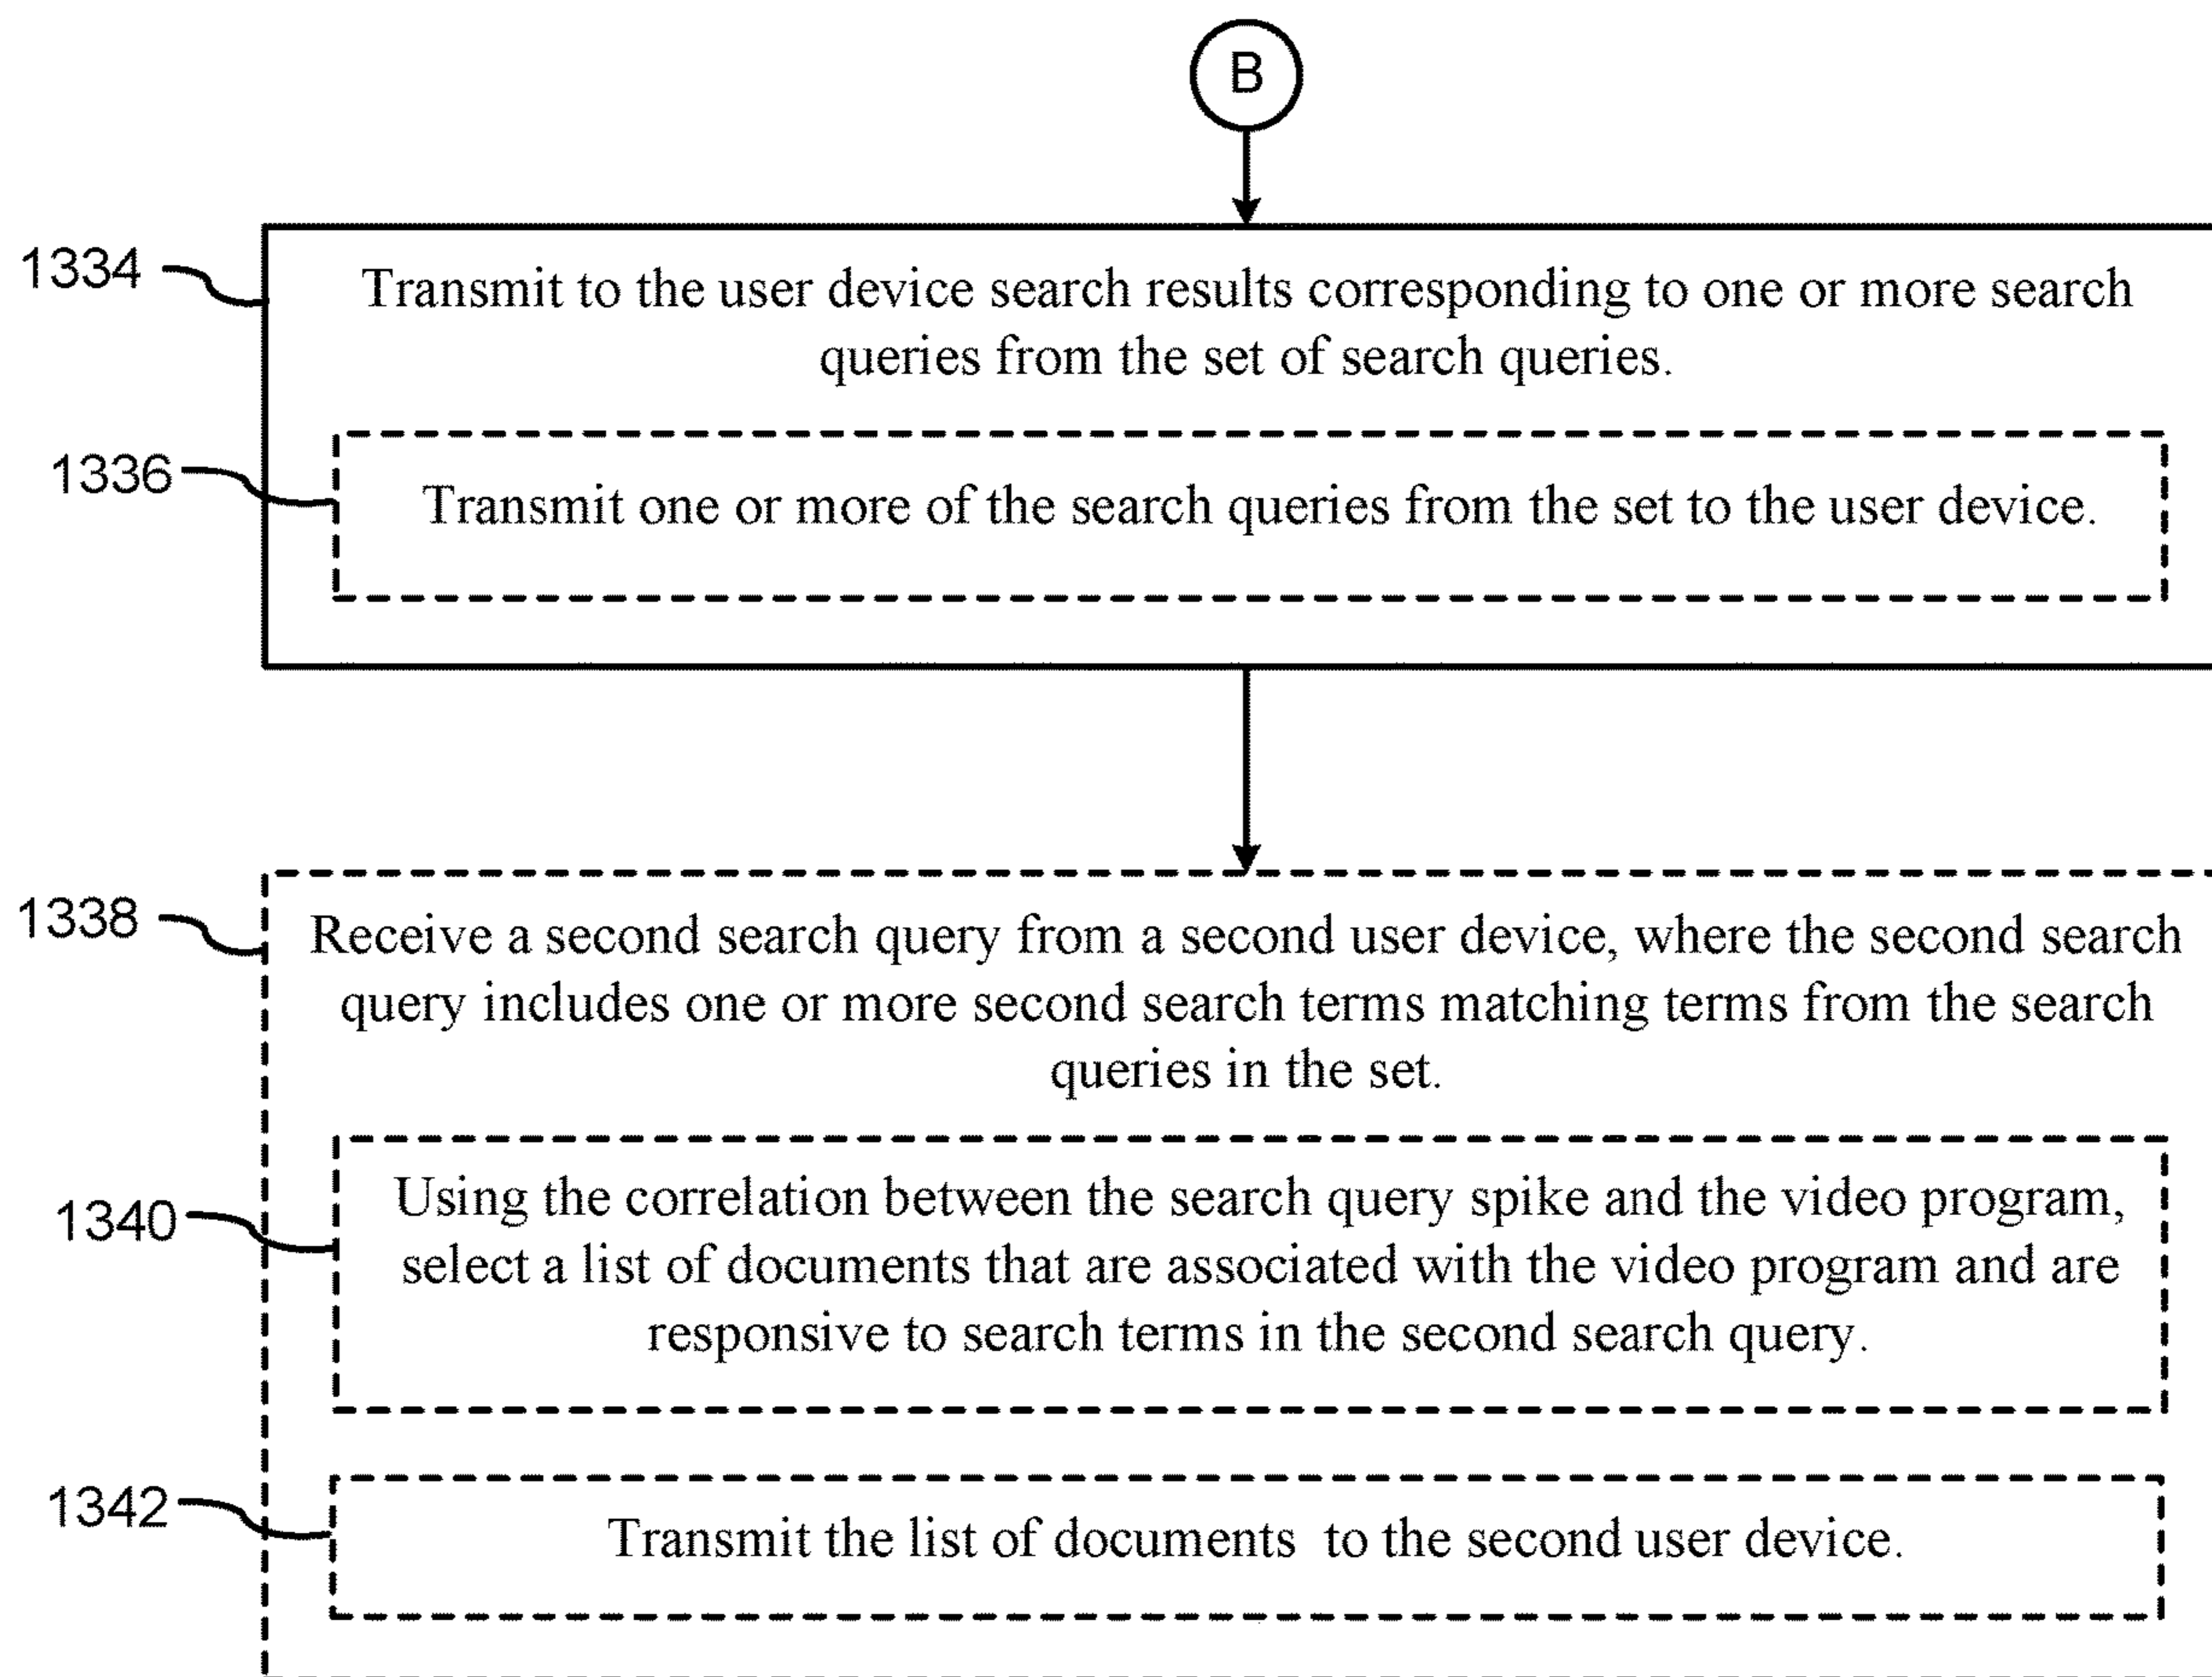 B
1334
Transmit to the user device search results corresponding to one or more search
queries from the set of search queries.
1336
Transmit one or more of the search queries from the set to the user device.
1338
Receive a second search query from a second user device, where the second search
query includes one or more second search terms matching terms from the search
queries in the set.
1340
Using the correlation between the search query spike and the video program,
select a list of documents that are associated with the video program and are
responsive to search terms in the second search query.
1342
Transmit the list of documents to the second user device.